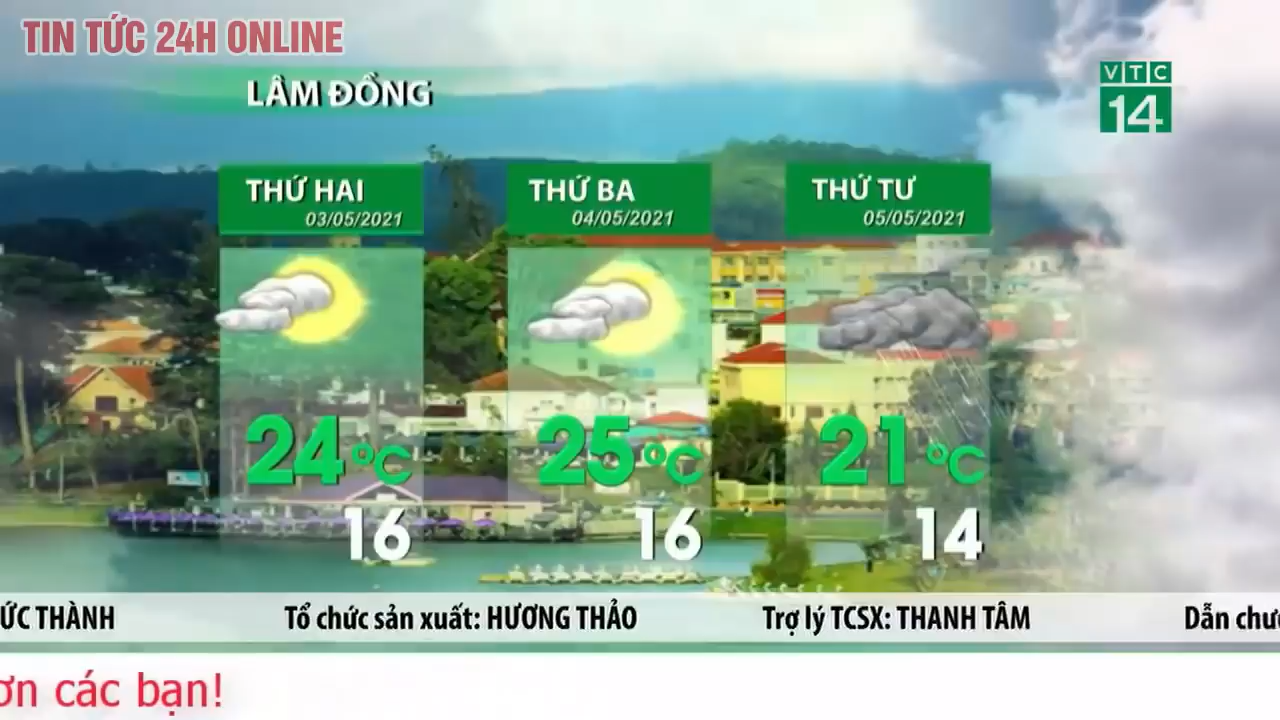 TIN TỨC 24H ONLINE
LÂM ĐỒNG
VTC
14
THỨ HAI
03/05/2021
THỨ BA
04/05/2021
THỨ TƯ
05/05/2021
24°C
25°C
21°C
16
16
14
ỨC THÀNH Tổ chức sản xuất: HƯƠNG THẢO Trợ lý TCSX: THANH TÂM Dẫn chư
ơn các bạn!